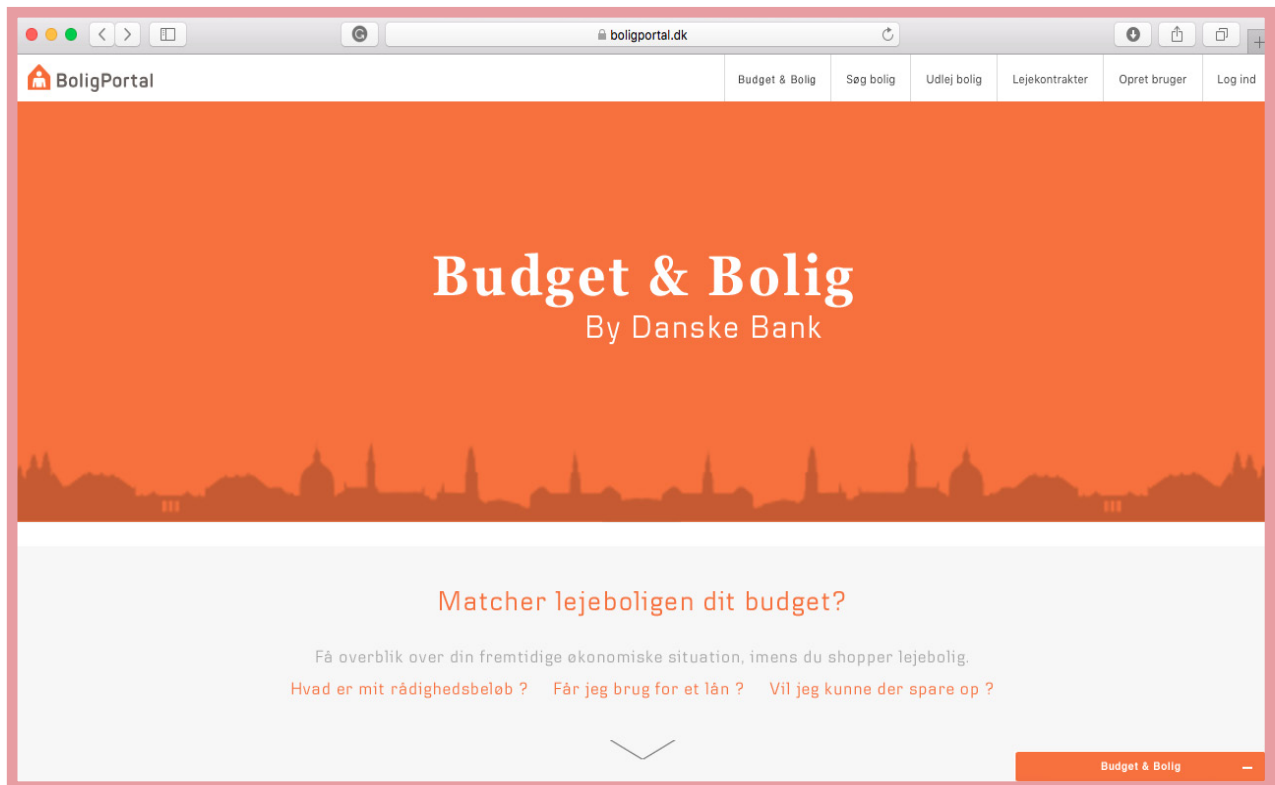 boligportal.dk
BoligPortal
Budget & Bolig
Søg bolig
Udlej bolig
Lejekontrakter
Opret bruger
Log ind
Budget & Bolig
By Danske Bank
Matcher lejeboligen dit budget?
Få overblik over din fremtidige økonomiske situation, imens du shopper lejebolig.
Hvad er mit rådighedsbeløb ? Får jeg brug for et lån ? Vil jeg kunne der spare op ?
Budget & Bolig